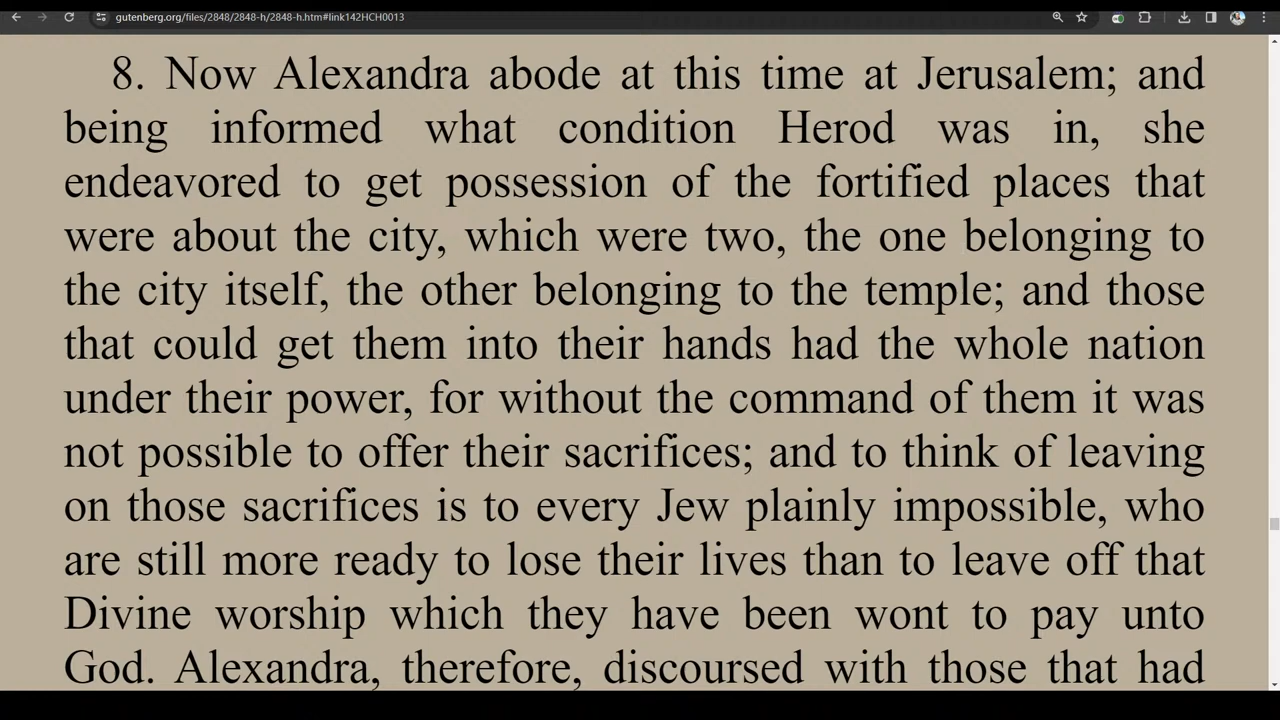 gutenberg.org/files/2848/2848-h/2848-h.htm#link142HCH0013
8. Now Alexandra abode at this time at Jerusalem; and
being informed what condition Herod was in, she
endeavored to get possession of the fortified places that
were about the city, which were two, the one belonging to
the city itself, the other belonging to the temple; and those
that could get them into their hands had the whole nation
under their power, for without the command of them it was
not possible to offer their sacrifices; and to think of leaving
on those sacrifices is to every Jew plainly impossible, who
are still more ready to lose their lives than to leave off that
Divine worship which they have been wont to pay unto
God. Alexandra, therefore, discoursed with those that had